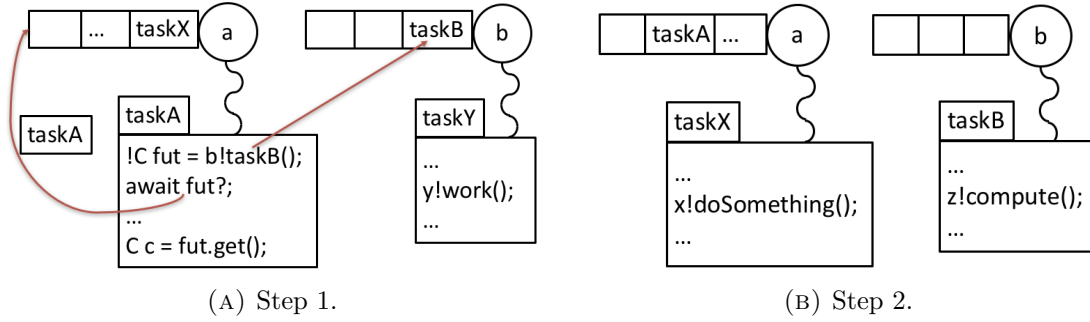 ... taskX a
taskB b
taskA
taskA
!C fut = b!taskB();
await fut?;
...
C c = fut.get();
taskY
...
y!work();
...
(A) Step 1.
taskA ... a
b
taskX
...
x!doSomething();
...
taskB
...
z!compute();
...
(B) Step 2.